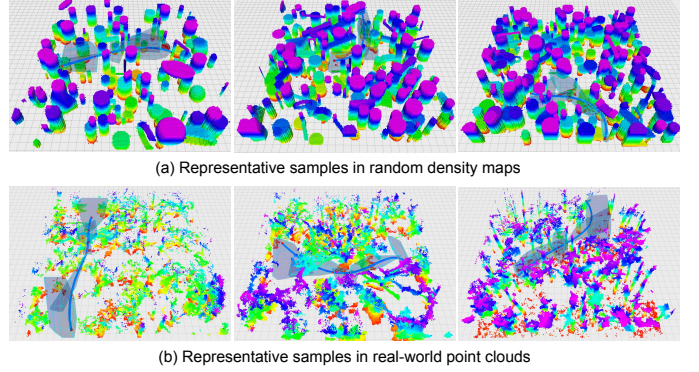 (a) Representative samples in random density maps
(b) Representative samples in real-world point clouds